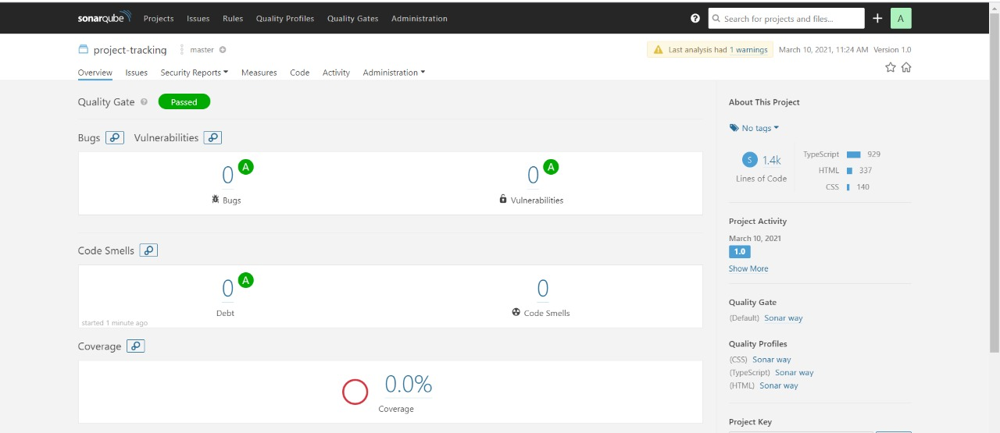 sonarqube Projects Issues Rules Quality Profiles Quality Gates Administration ? Search for projects and files... + A
project-tracking master Last analysis had 1 warnings March 10, 2021, 11:24 AM Version 1.0
Overview Issues Security Reports Measures Code Activity Administration
Quality Gate ? Passed
Bugs Vulnerabilities
0 A 0 A
Bugs Vulnerabilities
Code Smells
0 A 0
Debt Code Smells
started 1 minute ago
Coverage
0.0%
Coverage
About This Project
No tags
S 1.4k
Lines of Code
TypeScript 929
HTML 337
CSS 140
Project Activity
March 10, 2021
1.0
Show More
Quality Gate
(Default) Sonar way
Quality Profiles
(CSS) Sonar way
(TypeScript) Sonar way
(HTML) Sonar way
Project Key